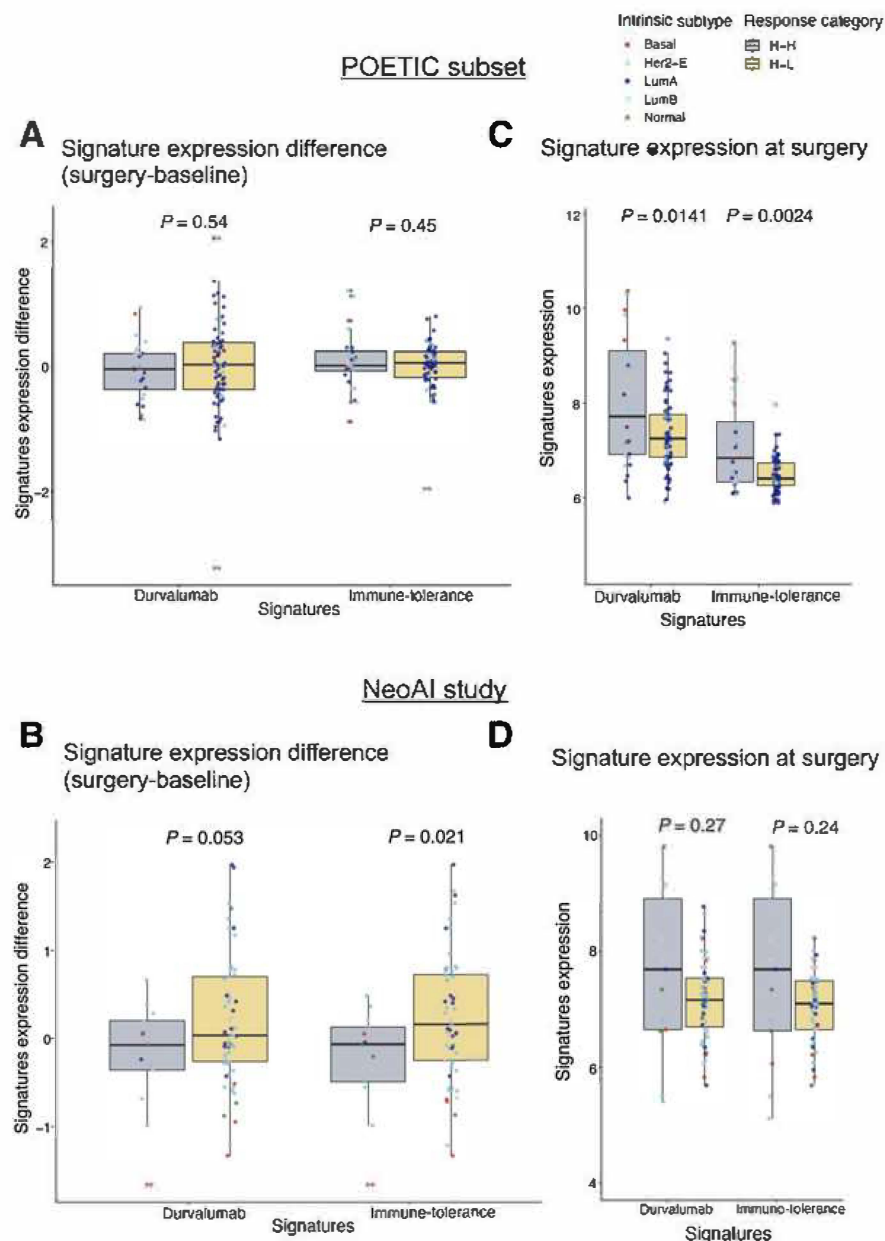 Intrinsic subtype
Basal
Her2-E
LumA
LumB
Normal
Response category
H-H
H-L
POETIC subset
A
Signature expression difference
(surgery-baseline)
P = 0.54
P = 0.45
Signatures expression difference
2
0
-2
Durvalumab
Immune-tolerance
Signatures
C
Signature expression at surgery
P = 0.0141
P = 0.0024
Signatures expression
12
10
8
6
Durvalumab
Immune-tolerance
Signatures
NeoAI study
B
Signature expression difference
(surgery-baseline)
P = 0.053
P = 0.021
Signatures expression difference
2
1
0
-1
Durvalumab
Immune-tolerance
Signatures
D
Signature expression at surgery
P = 0.27
P = 0.24
Signatures expression
10
8
6
4
Durvalumab
Immuno-tolerance
Signatures